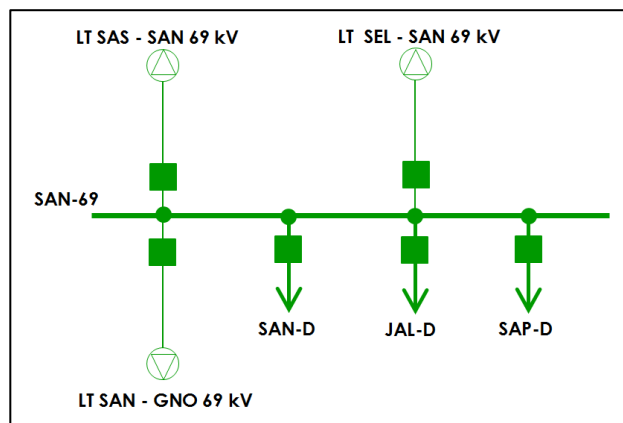 LT SAS - SAN 69 kV
LT SEL - SAN 69 kV
SAN-69
SAN-D
JAL-D
SAP-D
LT SAN - GNO 69 kV